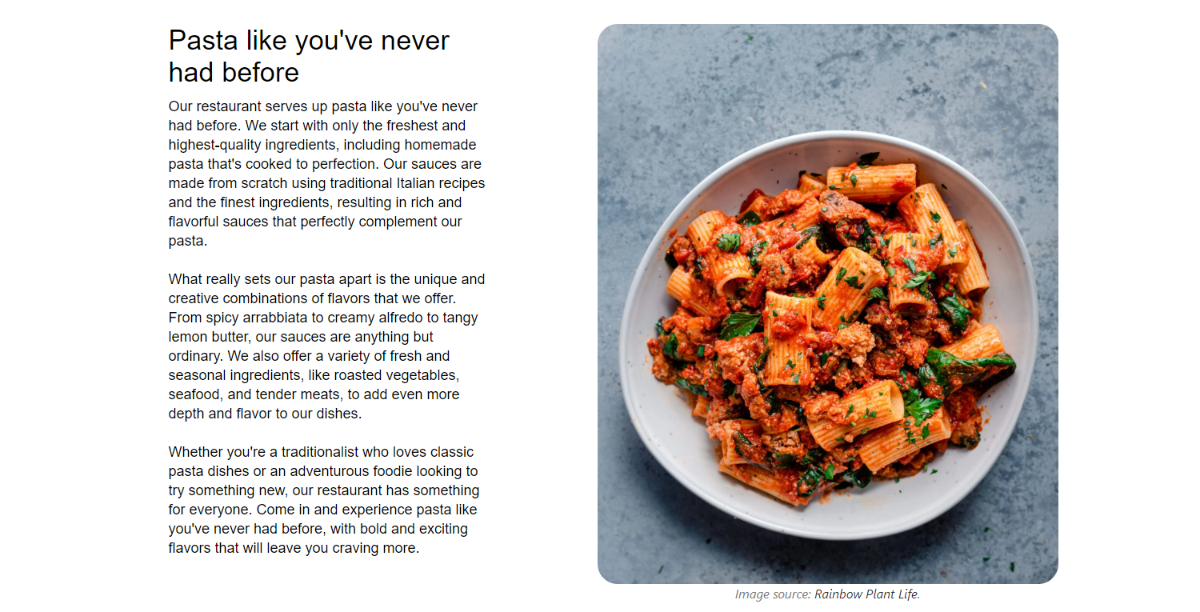 Pasta like you've never
had before
Our restaurant serves up pasta like you've never
had before. We start with only the freshest and
highest-quality ingredients, including homemade
pasta that's cooked to perfection. Our sauces are
made from scratch using traditional Italian recipes
and the finest ingredients, resulting in rich and
flavorful sauces that perfectly complement our
pasta.
What really sets our pasta apart is the unique and
creative combinations of flavors that we offer.
From spicy arrabbiata to creamy alfredo to tangy
lemon butter, our sauces are anything but
ordinary. We also offer a variety of fresh and
seasonal ingredients, like roasted vegetables,
seafood, and tender meats, to add even more
depth and flavor to our dishes.
Whether you're a traditionalist who loves classic
pasta dishes or an adventurous foodie looking to
try something new, our restaurant has something
for everyone. Come in and experience pasta like
you've never had before, with bold and exciting
flavors that will leave you craving more.
Image source: Rainbow Plant Life.